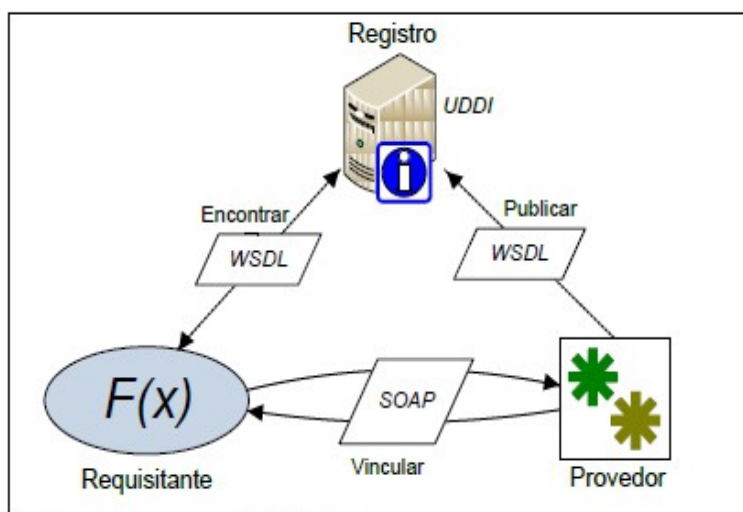 Registro
UDDI
Encontrar
Publicar
WSDL
WSDL
F(x)
SOAP
Requisitante
Vincular
Provedor